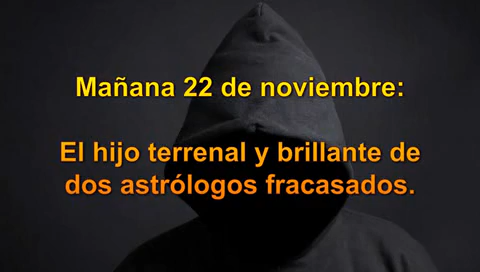 Mañana 22 de noviembre:
El hijo terrenal y brillante de
dos astrólogos fracasados.